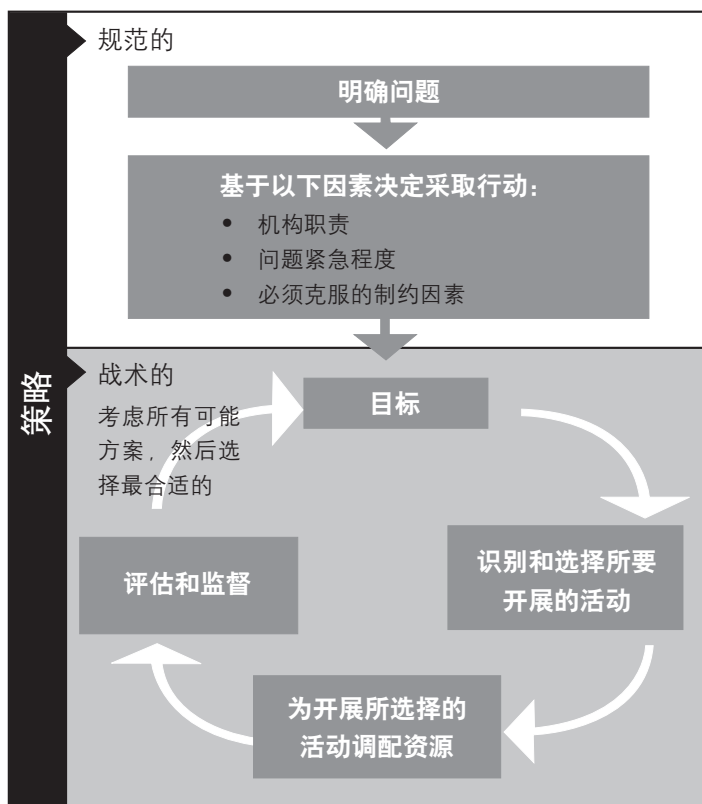 策略
规范的
明确问题
基于以下因素决定采取行动：
• 机构职责
• 问题紧急程度
• 必须克服的制约因素
战术的
考虑所有可能
方案，然后选
择最合适的
目标
识别和选择所要
开展的活动
为开展所选择的
活动调配资源
评估和监督